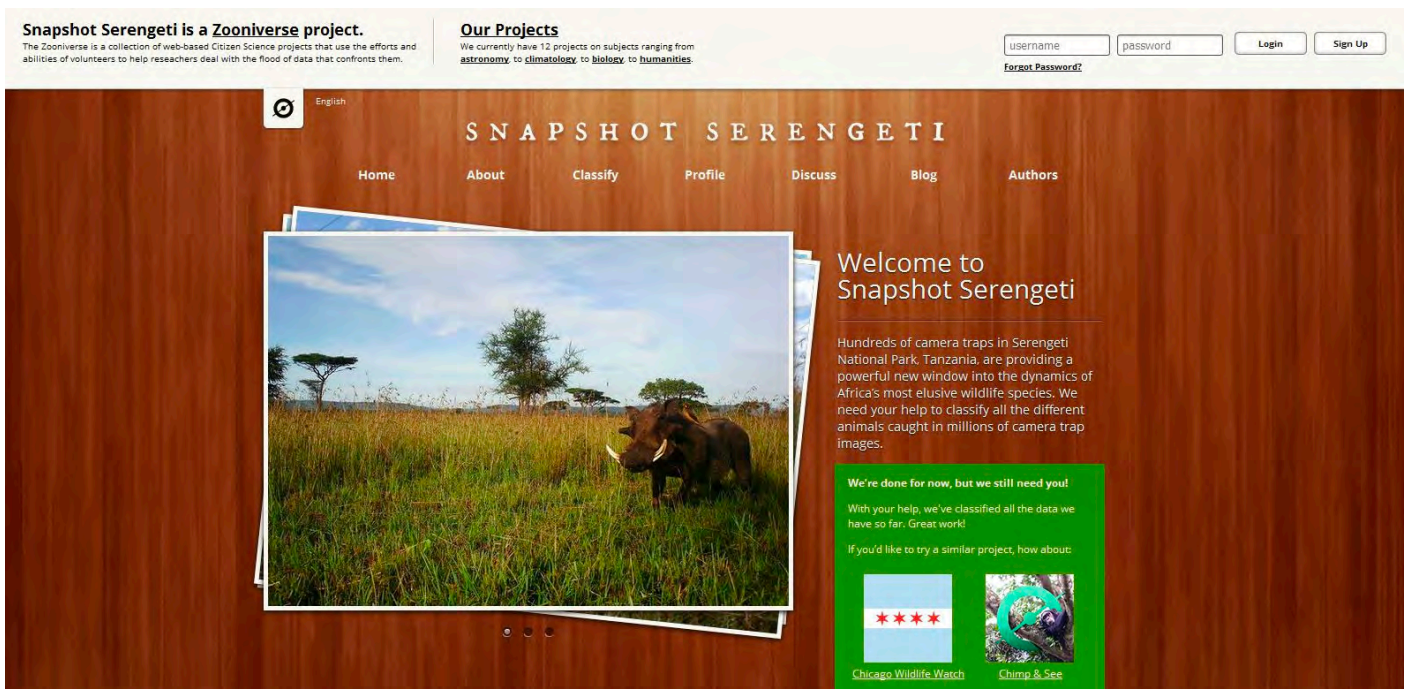 Snapshot Serengeti is a Zooniverse project.
The Zooniverse is a collection of web-based Citizen Science projects that use the efforts and
abilities of volunteers to help reseachers deal with the flood of data that confronts them.
Our Projects
We currently have 12 projects on subjects ranging from
astronomy, to climatology, to biology, to humanities.
username
password
Login
Sign Up
Forgot Password?
English
SNAPSHOT SERENGETI
Home
About
Classify
Profile
Discuss
Blog
Authors
Welcome to
Snapshot Serengeti
Hundreds of camera traps in Serengeti
National Park, Tanzania, are providing a
powerful new window into the dynamics of
Africa's most elusive wildlife species. We
need your help to classify all the different
animals caught in millions of camera trap
images.
We're done for now, but we still need you!
With your help, we've classified all the data we
have so far. Great work!
If you'd like to try a similar project, how about:
Chicago Wildlife Watch
Chimp & See